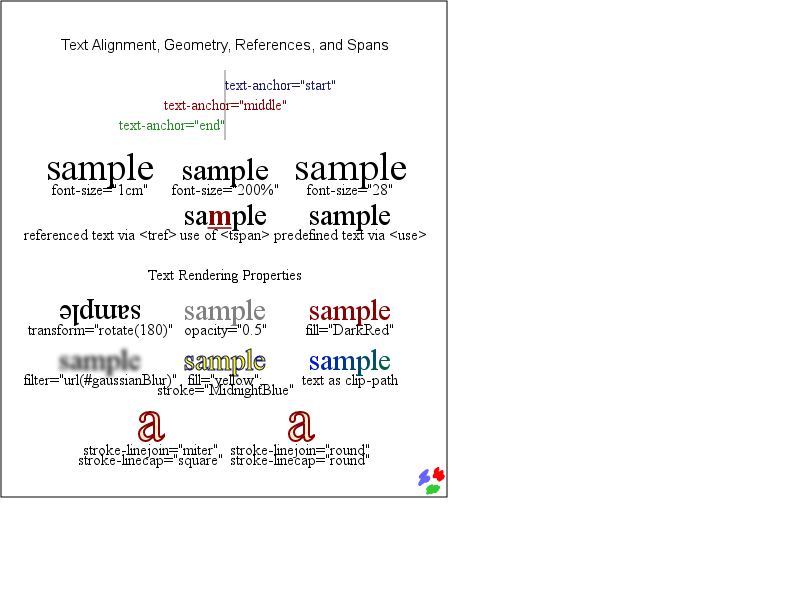 Text Alignment, Geometry, References, and Spans
text-anchor="start"
text-anchor="middle"
text-anchor="end"
sample sample sample
font-size="1cm" font-size="200%" font-size="28"
sample sample
referenced text via <tref> use of <tspan> predefined text via <use>
Text Rendering Properties
sample sample sample
transform="rotate(180)" opacity="0.5" fill="DarkRed"
sample sample sample
filter="url(#gaussianBlur)" fill="yellow" text as clip-path
stroke="MidnightBlue"
a a
stroke-linejoin="miter" stroke-linejoin="round"
stroke-linecap="square" stroke-linecap="round"